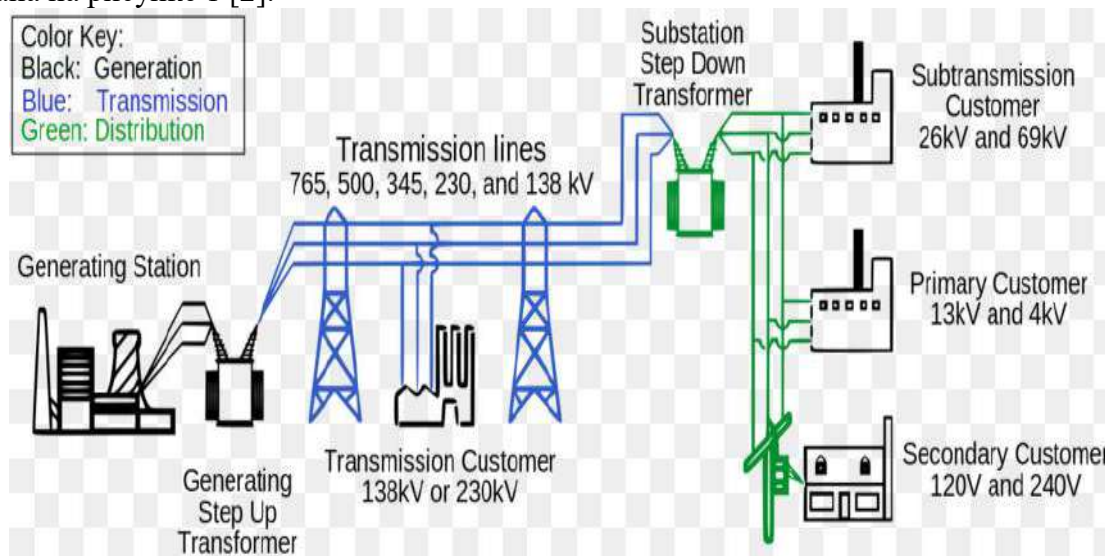 Color Key:
Black: Generation
Blue: Transmission
Green: Distribution
Substation
Step Down
Transformer
Subtransmission
Customer
26kV and 69kV
Transmission lines
765, 500, 345, 230, and 138 kV
Generating Station
Primary Customer
13kV and 4kV
Transmission Customer
138kV or 230kV
Secondary Customer
120V and 240V
Generating
Step Up
Transformer